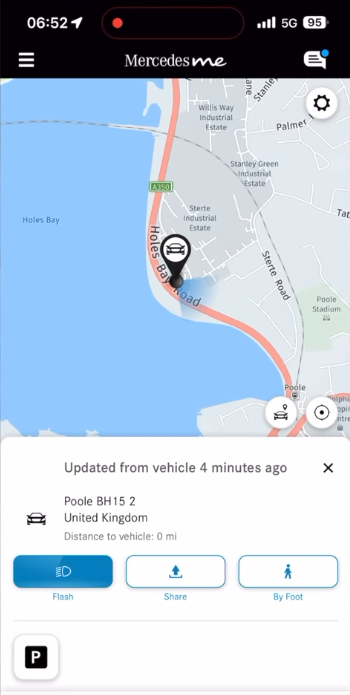 06:52
5G
95
Mercedes me
Willis Way
Industrial
Estate
Stanley
Palmer
Stanley Green
Industrial
Estate
A350
Holes Bay
Sterte
Industrial
Estate
Holes Bay Road
Sterte Road
Poole
Stadium
Poole
Updated from vehicle 4 minutes ago
Poole BH15 2
United Kingdom
Distance to vehicle: 0 mi
Flash
Share
By Foot
P